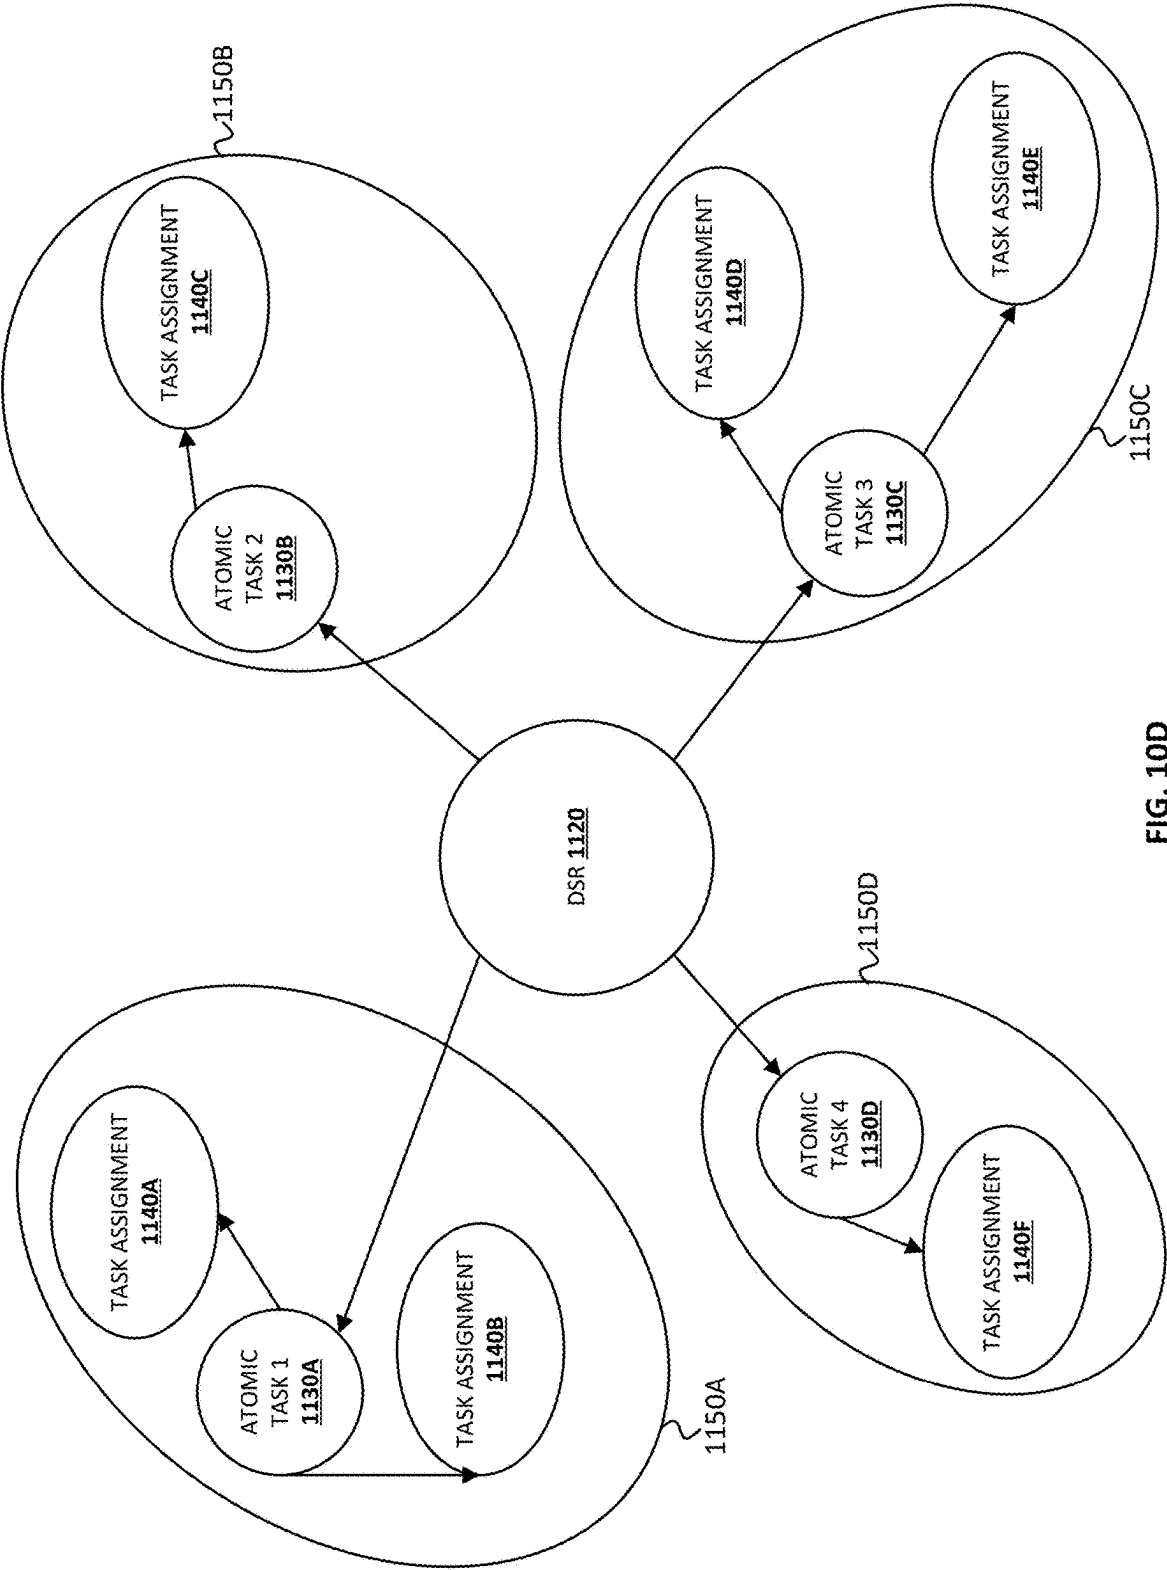 1150B
TASK ASSIGNMENT
1140C
ATOMIC
TASK 2
1130B
TASK ASSIGNMENT
1140D
TASK ASSIGNMENT
1140E
ATOMIC
TASK 3
1130C
1150C
DSR 1120
TASK ASSIGNMENT
1140A
ATOMIC
TASK 1
1130A
TASK ASSIGNMENT
1140B
1150A
1150D
ATOMIC
TASK 4
1130D
TASK ASSIGNMENT
1140F
FIG. 10D